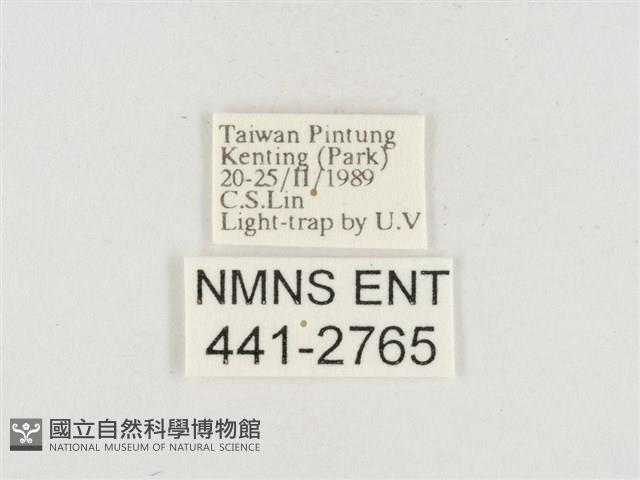 Taiwan Pintung
Kenting (Park)
20-25/II/1989
C.S.Lin
Light-trap by U.V
NMNS ENT
441-2765
國立自然科學博物館
NATIONAL MUSEUM OF NATURAL SCIENCE